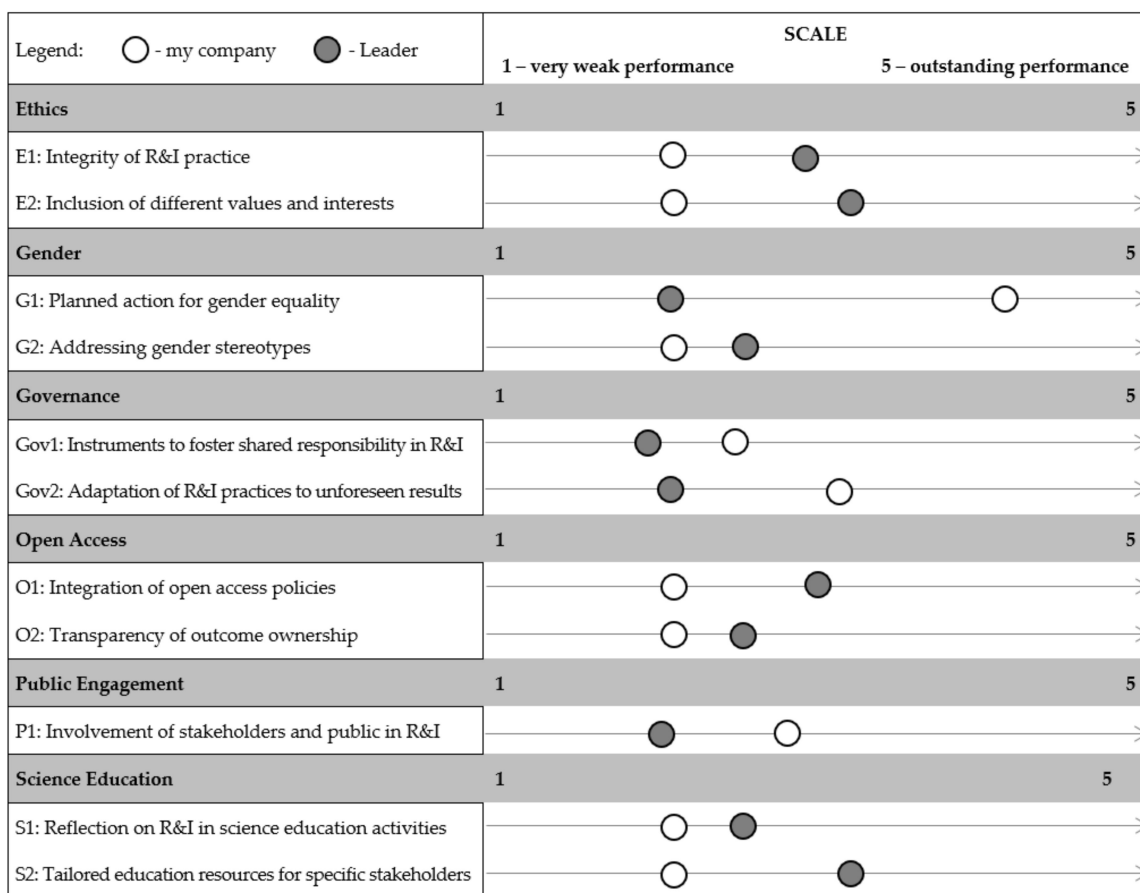 Legend: - my company - Leader
SCALE
1 – very weak performance 5 – outstanding performance
Ethics 1 5
E1: Integrity of R&I practice
E2: Inclusion of different values and interests
Gender 1 5
G1: Planned action for gender equality
G2: Addressing gender stereotypes
Governance 1 5
Gov1: Instruments to foster shared responsibility in R&I
Gov2: Adaptation of R&I practices to unforeseen results
Open Access 1 5
O1: Integration of open access policies
O2: Transparency of outcome ownership
Public Engagement 1 5
P1: Involvement of stakeholders and public in R&I
Science Education 1 5
S1: Reflection on R&I in science education activities
S2: Tailored education resources for specific stakeholders